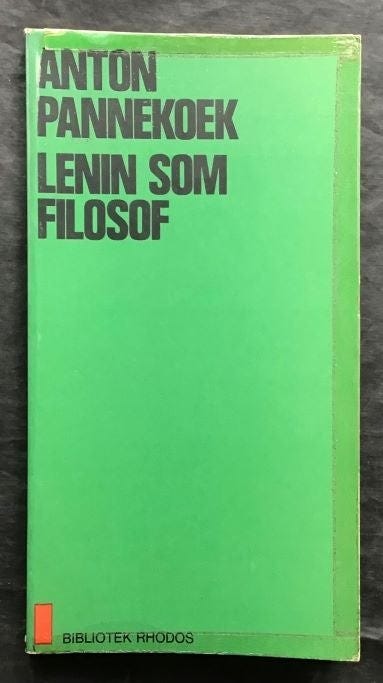 ANTON
PANNEKOEK
LENIN SOM
FILOSOF
BIBLIOTEK RHODOS